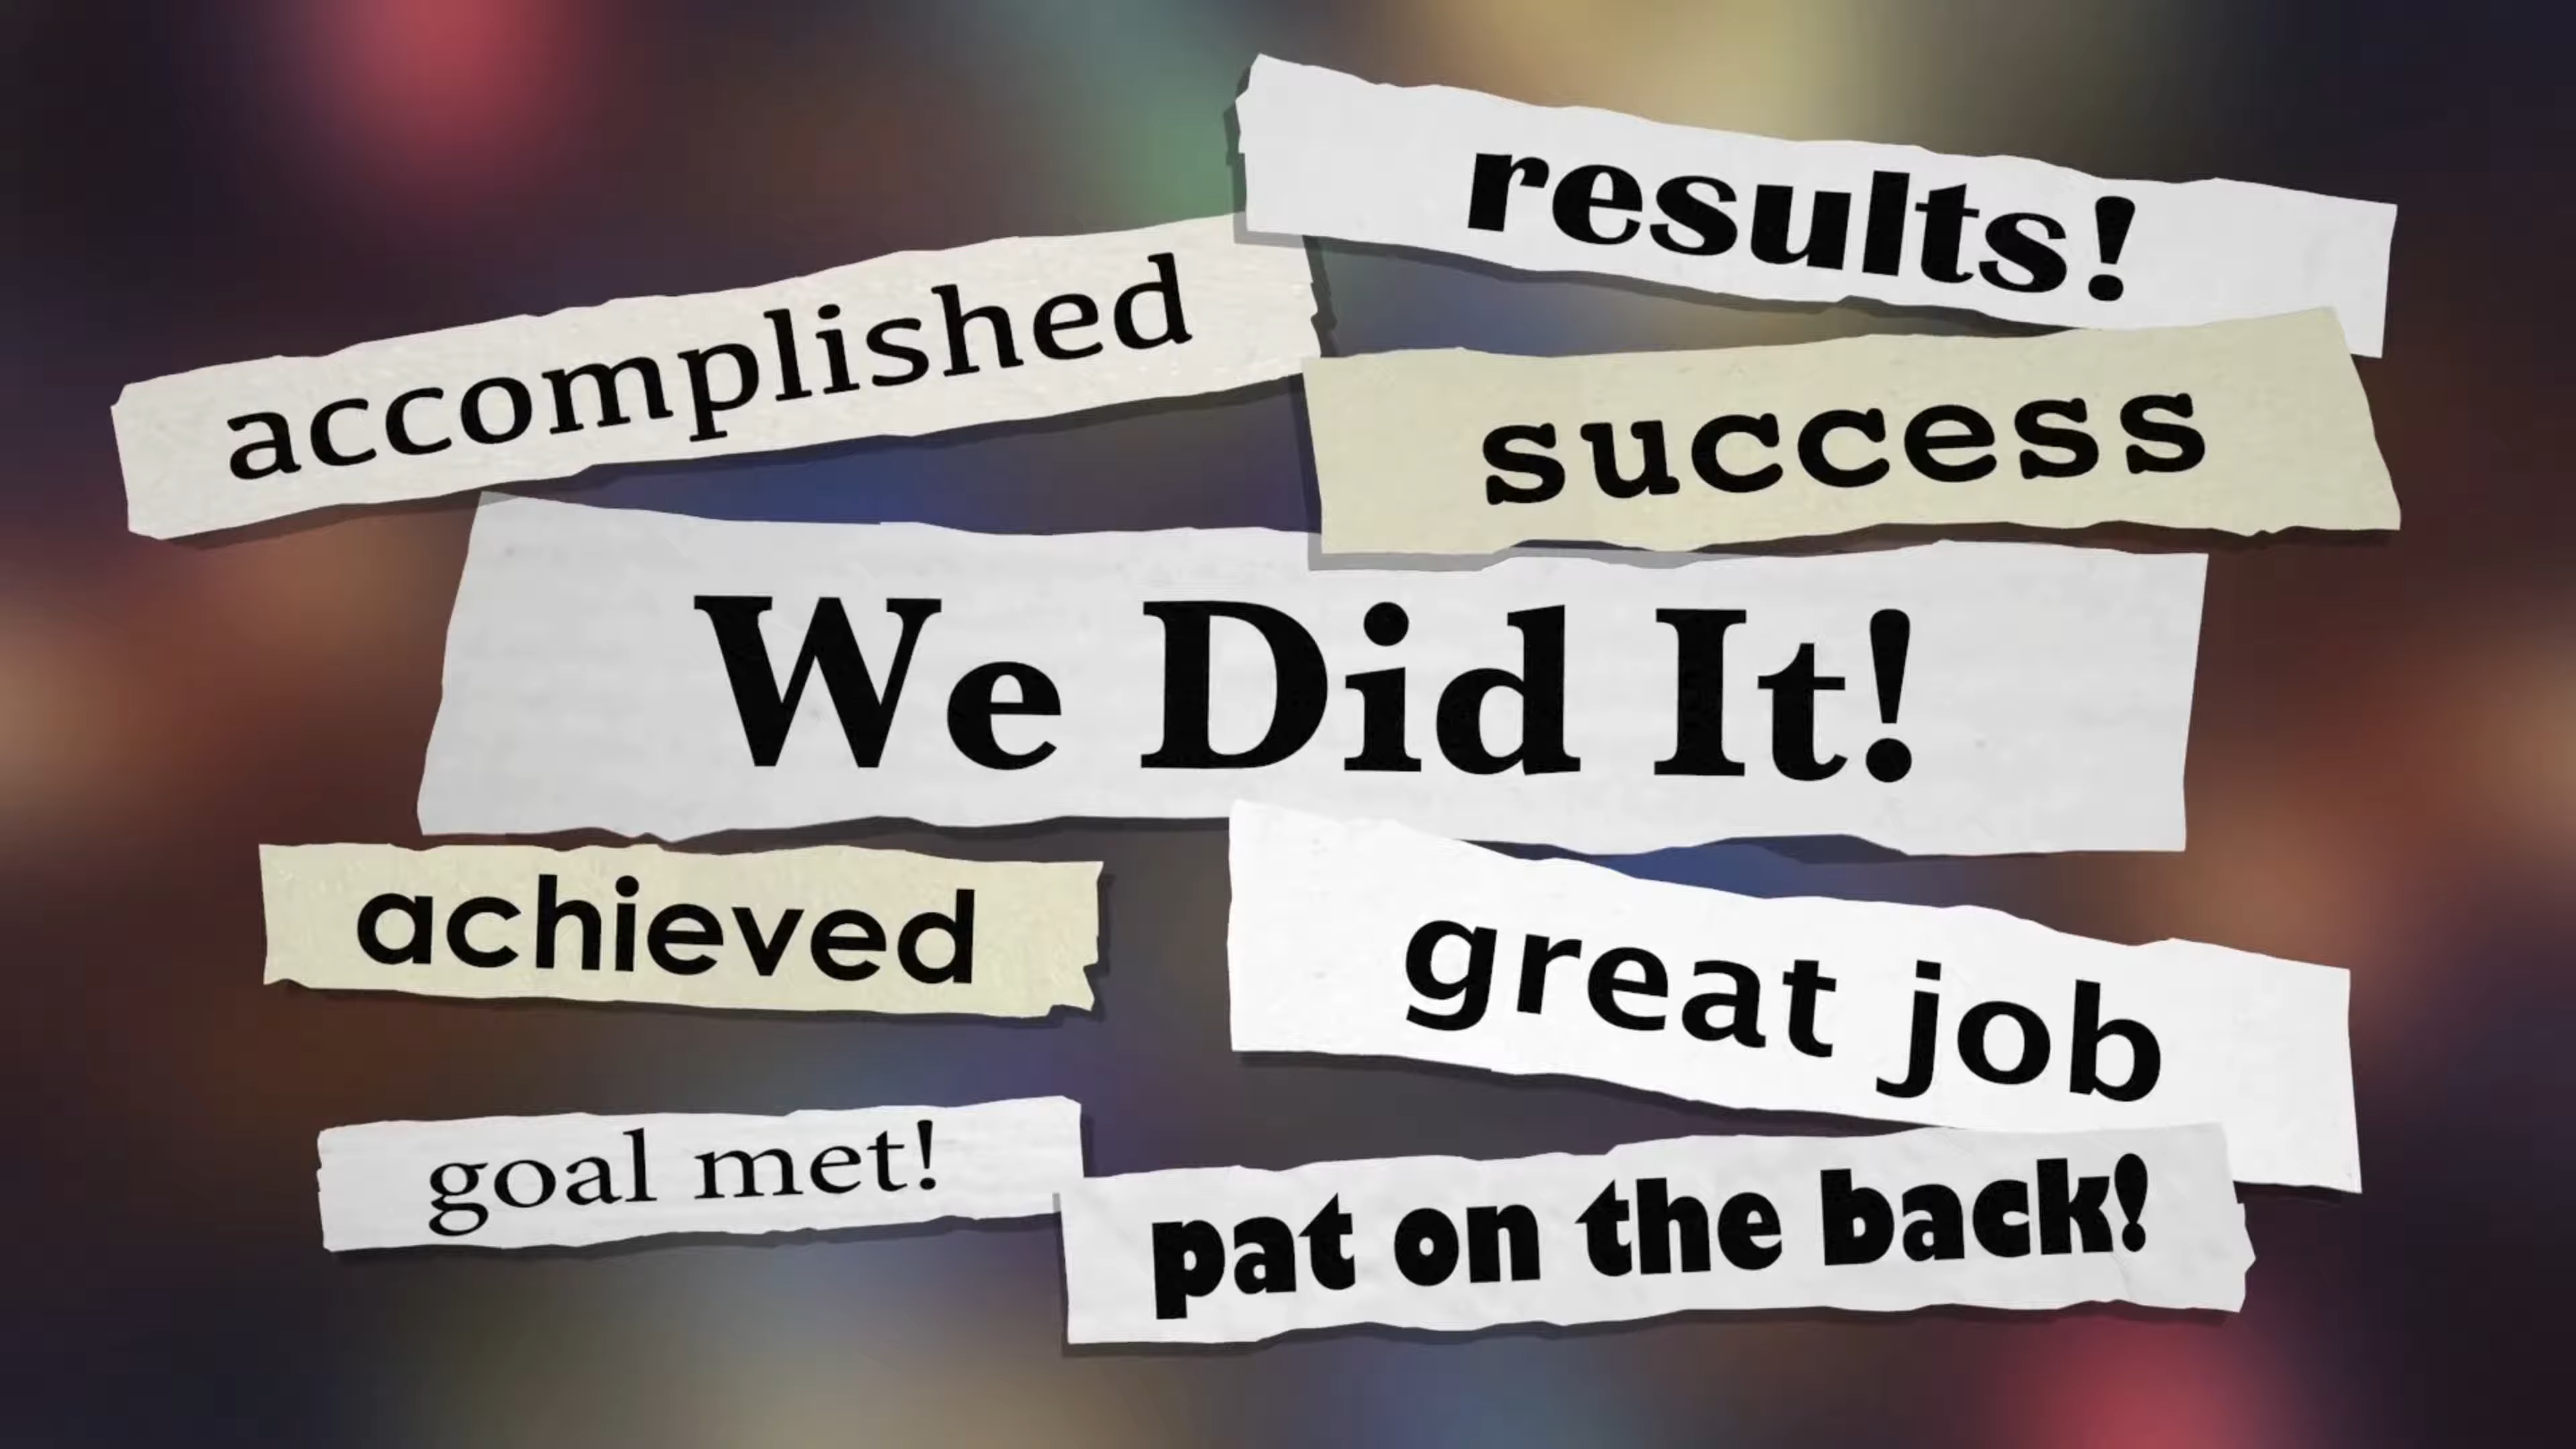 results!
accomplished
success
We Did It!
achieved
great job
goal met!
pat on the back!